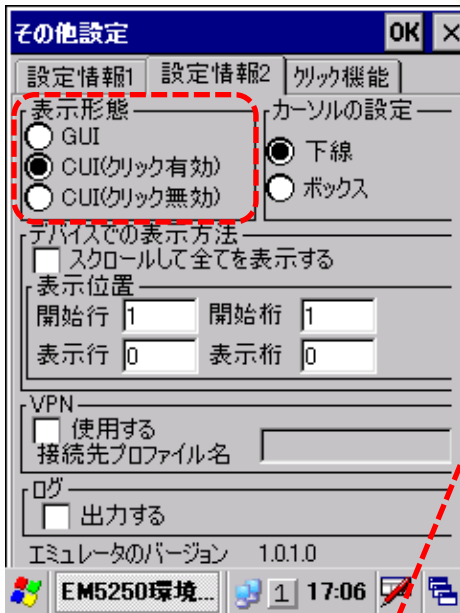 その他設定 OK ×
設定情報1 設定情報2 クリック機能
表示形態
GUI
CUI(クリック有効)
CUI(クリック無効)
カーソルの設定
下線
ボックス
デバイスでの表示方法
スクロールして全てを表示する
表示位置
開始行 1 開始桁 1
表示行 0 表示桁 0
VPN
使用する
接続先プロファイル名
ログ
出力する
エミュレータのバージョン 1.0.1.0
EM5250環境... 1 17:06